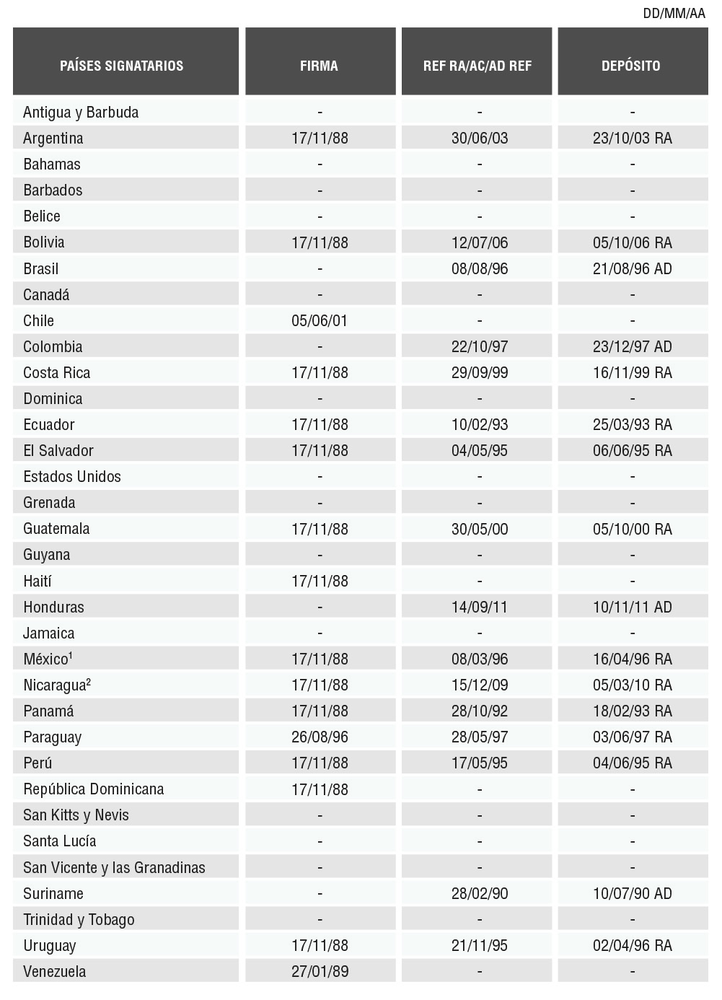 DD/MM/AA
PAÍSES SIGNATARIOS FIRMA REF RA/AC/AD REF DEPÓSITO
Antigua y Barbuda - - -
Argentina 17/11/88 30/06/03 23/10/03 RA
Bahamas - - -
Barbados - - -
Belice - - -
Bolivia 17/11/88 12/07/06 05/10/06 RA
Brasil - 08/08/96 21/08/96 AD
Canadá - - -
Chile 05/06/01 - -
Colombia - 22/10/97 23/12/97 AD
Costa Rica 17/11/88 29/09/99 16/11/99 RA
Dominica - - -
Ecuador 17/11/88 10/02/93 25/03/93 RA
El Salvador 17/11/88 04/05/95 06/06/95 RA
Estados Unidos - - -
Grenada - - -
Guatemala 17/11/88 30/05/00 05/10/00 RA
Guyana - - -
Haití 17/11/88 - -
Honduras - 14/09/11 10/11/11 AD
Jamaica - - -
México¹ 17/11/88 08/03/96 16/04/96 RA
Nicaragua² 17/11/88 15/12/09 05/03/10 RA
Panamá 17/11/88 28/10/92 18/02/93 RA
Paraguay 26/08/96 28/05/97 03/06/97 RA
Perú 17/11/88 17/05/95 04/06/95 RA
República Dominicana 17/11/88 - -
San Kitts y Nevis - - -
Santa Lucía - - -
San Vicente y las Granadinas - - -
Suriname - 28/02/90 10/07/90 AD
Trinidad y Tobago - - -
Uruguay 17/11/88 21/11/95 02/04/96 RA
Venezuela 27/01/89 - -